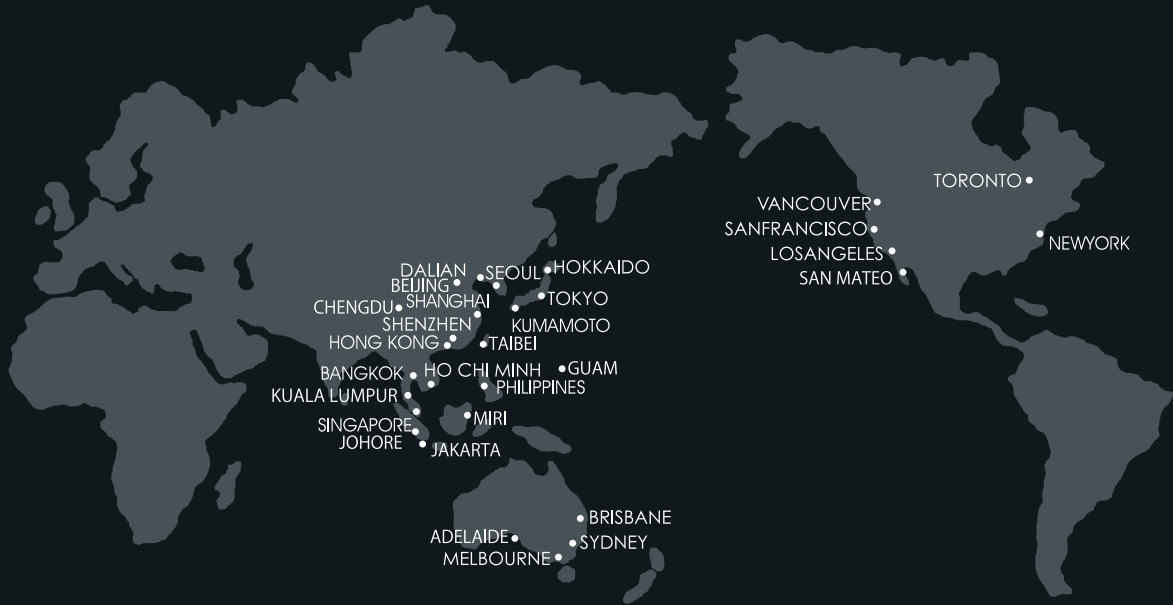 TORONTO
VANCOUVER
SANFRANCISCO
NEWYORK
LOSANGELES
SAN MATEO
DALIAN
SEOUL
HOKKAIDO
BEIJING
SHANGHAI
TOKYO
CHENGDU
SHENZHEN
KUMAMOTO
HONG KONG
TAIBEI
BANGKOK
HO CHI MINH
GUAM
PHILIPPINES
KUALA LUMPUR
MIRI
SINGAPORE
JOHORE
JAKARTA
BRISBANE
ADELAIDE
SYDNEY
MELBOURNE